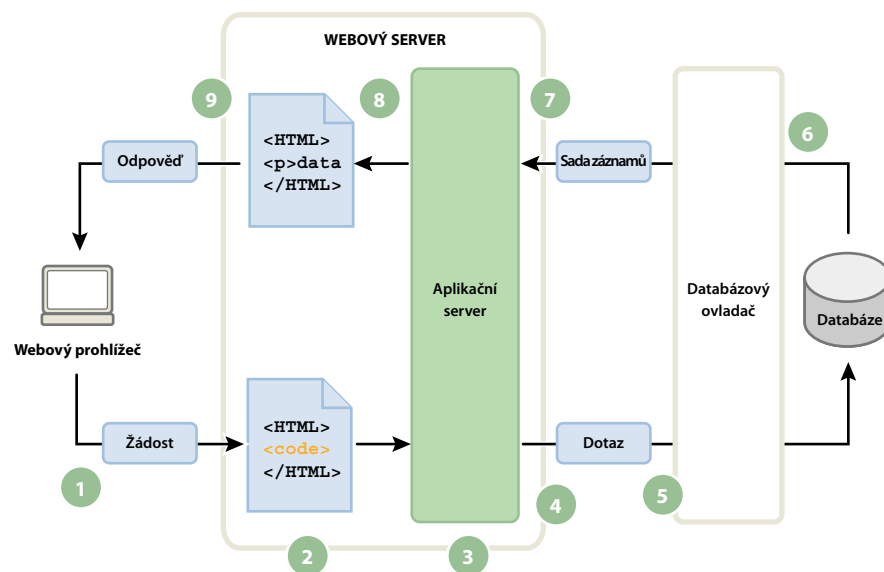 WEBOVÝ SERVER
9
8
7
6
<HTML>
<p>data
</HTML>
Odpověď
Sada záznamů
Aplikační
server
Databázový
ovladač
Databáze
Webový prohlížeč
<HTML>
<code>
</HTML>
Žádost
Dotaz
1
2
3
4
5